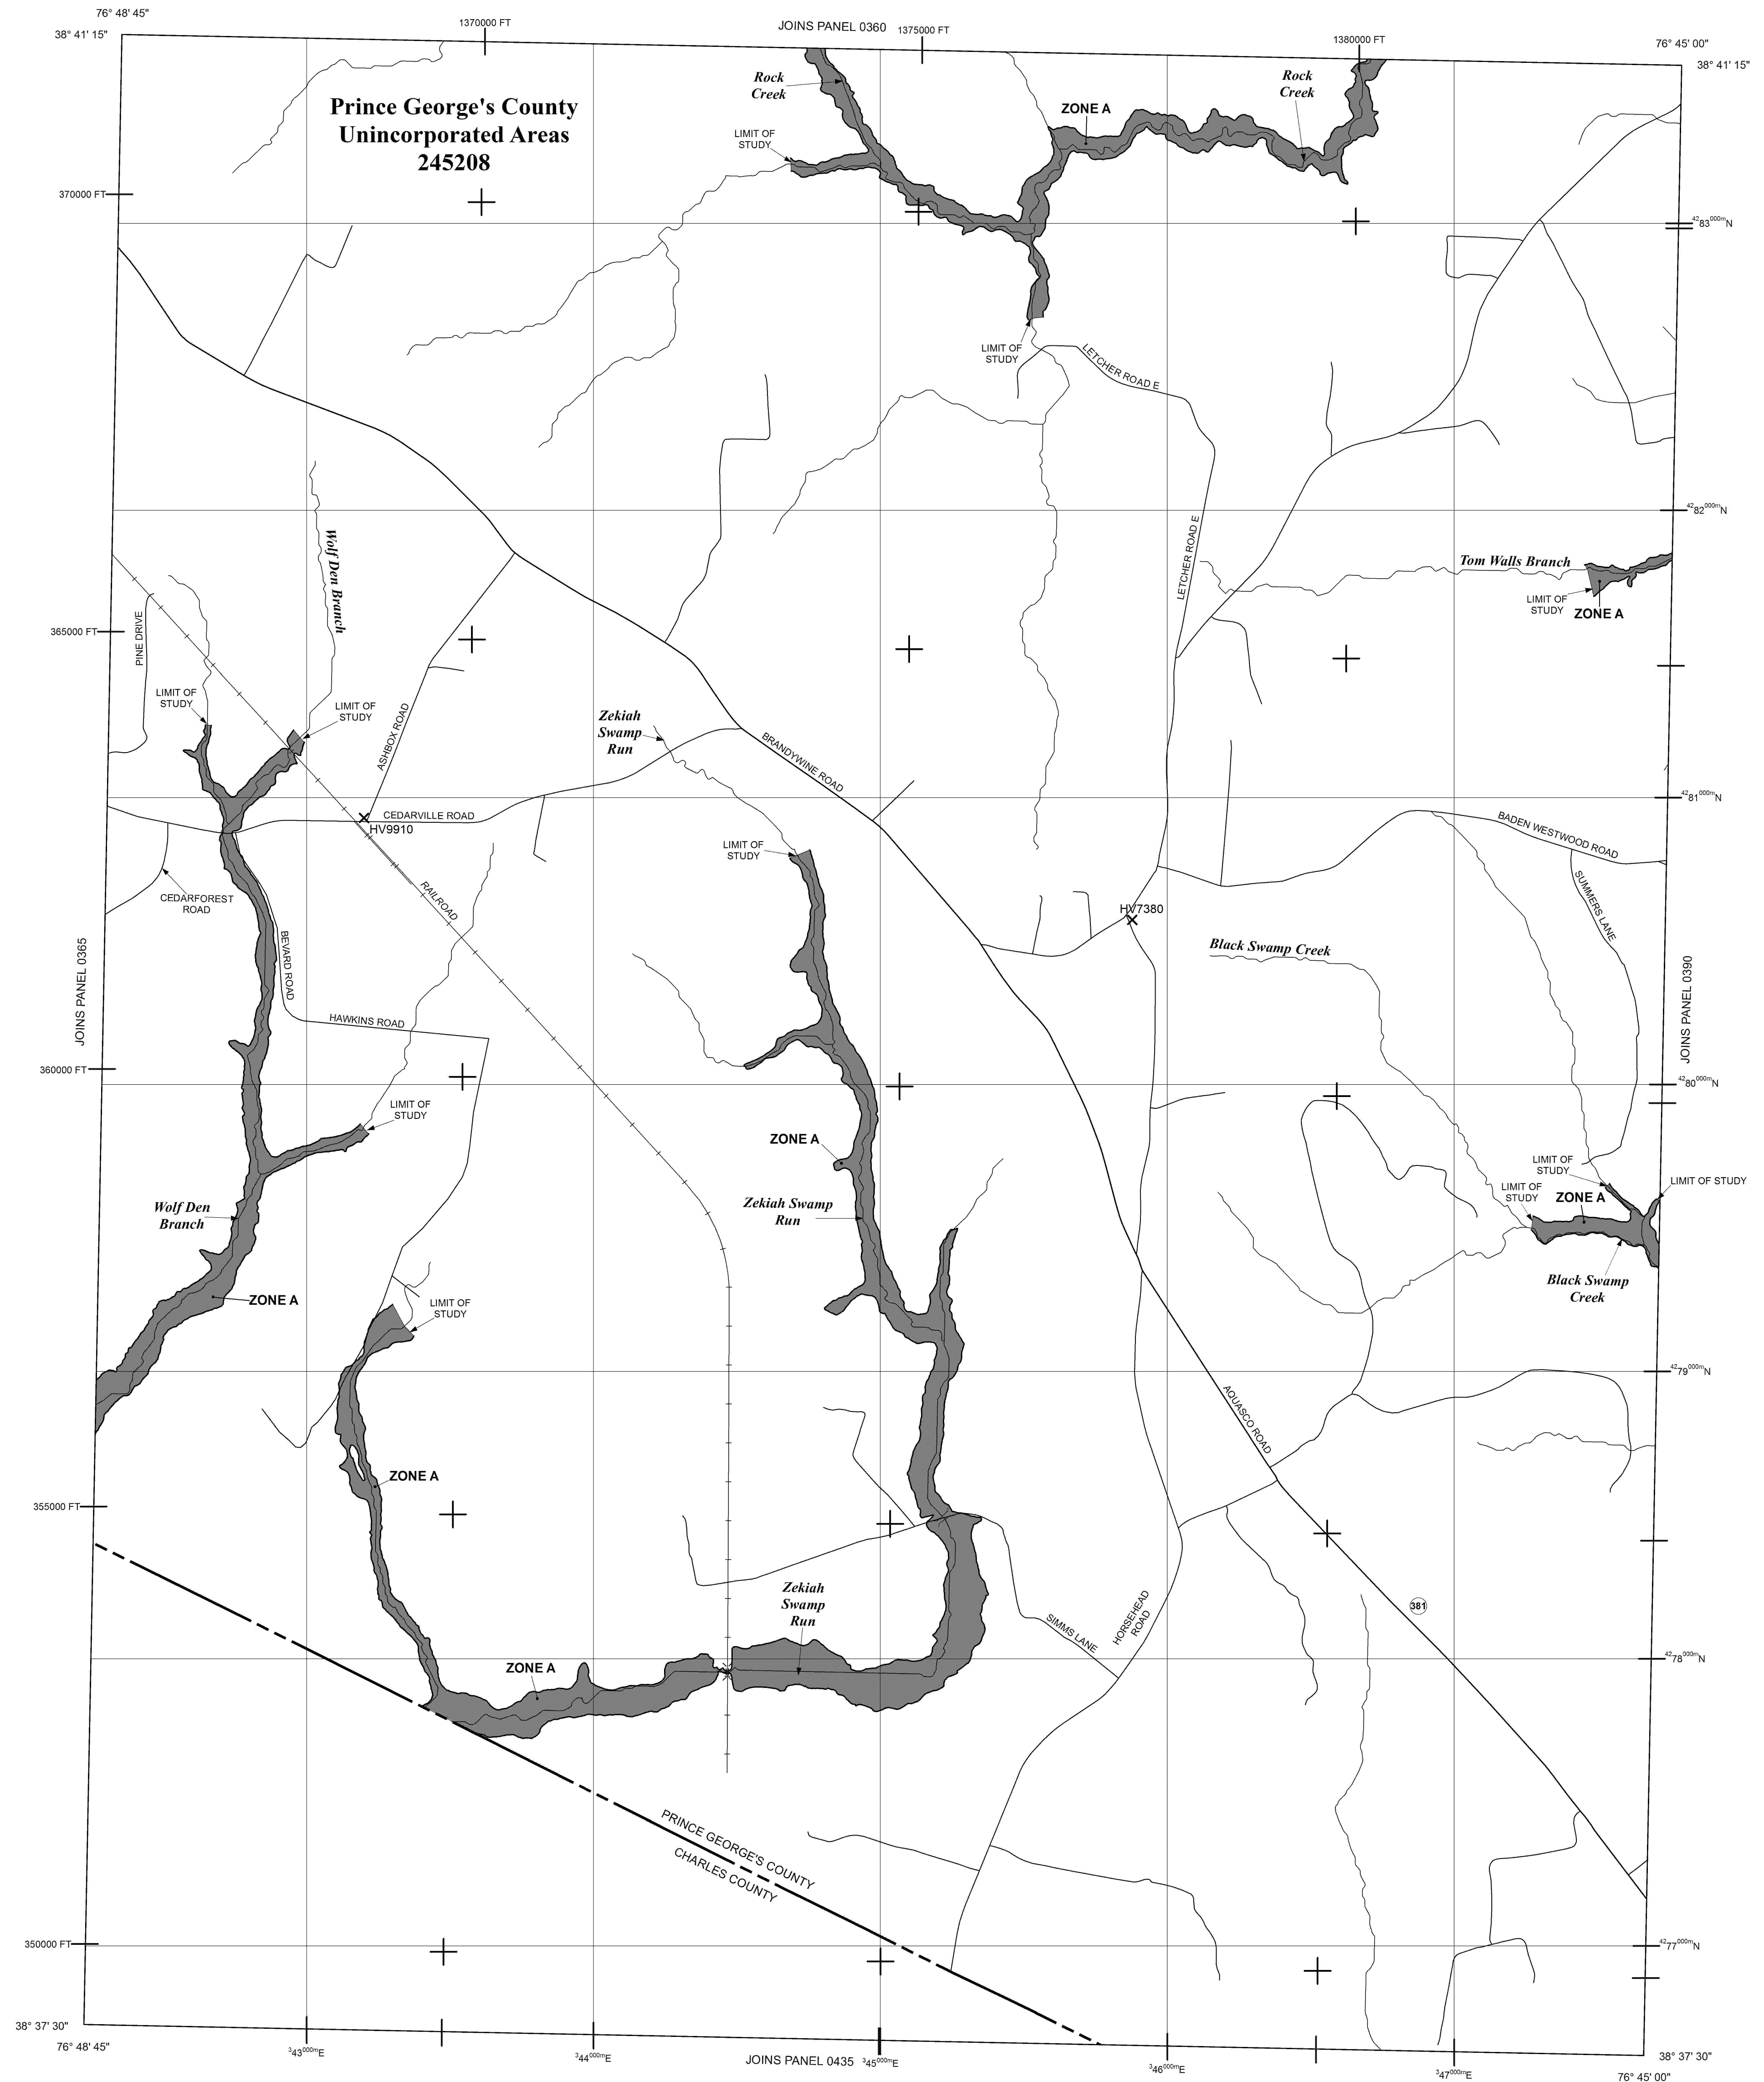 76° 48' 45"
1370000 FT
JOINS PANEL 0360
1375000 FT
1380000 FT
76° 45' 00"
38° 41' 15"
38° 41' 15"
Prince George's County
Unincorporated Areas
245208
Rock
Creek
Rock
Creek
ZONE A
LIMIT OF
STUDY
370000 FT
4283000mN
LIMIT OF
STUDY
LETCHER ROAD E
4282000mN
Wolf Den Branch
LETCHER ROAD E
Tom Walls Branch
LIMIT OF
STUDY
ZONE A
365000 FT
PINE DRIVE
LIMIT OF
STUDY
LIMIT OF
STUDY
ASHBOX ROAD
Zekiah
Swamp
Run
BRANDYWINE ROAD
4281000mN
CEDARVILLE ROAD
HV9910
BADEN WESTWOOD ROAD
LIMIT OF
STUDY
CEDARFOREST
ROAD
RAILROAD
SUMMERS LANE
HV7380
BEVARD ROAD
Black Swamp Creek
JOINS PANEL 0365
JOINS PANEL 0390
HAWKINS ROAD
360000 FT
4280000mN
LIMIT OF
STUDY
ZONE A
LIMIT OF
STUDY
LIMIT OF
STUDY
ZONE A
LIMIT OF STUDY
Wolf Den
Branch
Zekiah Swamp
Run
Black Swamp
Creek
ZONE A
LIMIT OF
STUDY
4279000mN
AQUASCO ROAD
ZONE A
355000 FT
Zekiah
Swamp
Run
381
SIMMS LANE
HORSEHEAD
ROAD
ZONE A
4278000mN
PRINCE GEORGE'S COUNTY
CHARLES COUNTY
350000 FT
4277000mN
38° 37' 30"
76° 48' 45"
343000mE
344000mE
JOINS PANEL 0435
345000mE
346000mE
347000mE
38° 37' 30"
76° 45' 00"